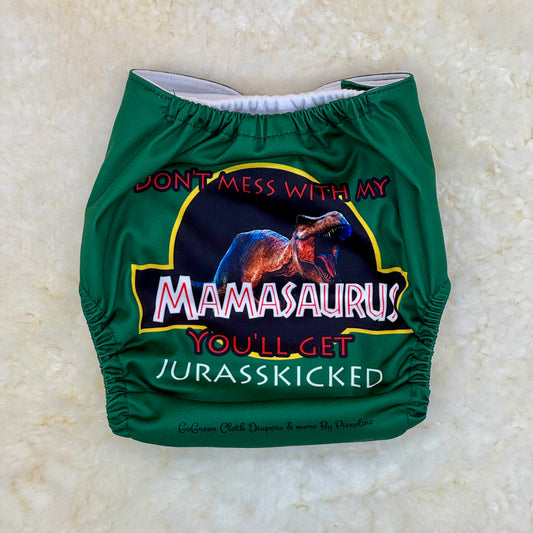 DON'T MESS WITH MY
MAMASAURUS
YOU'LL GET
JURASSKICKED
GoGreen Cloth Diapers & more By Piccolino